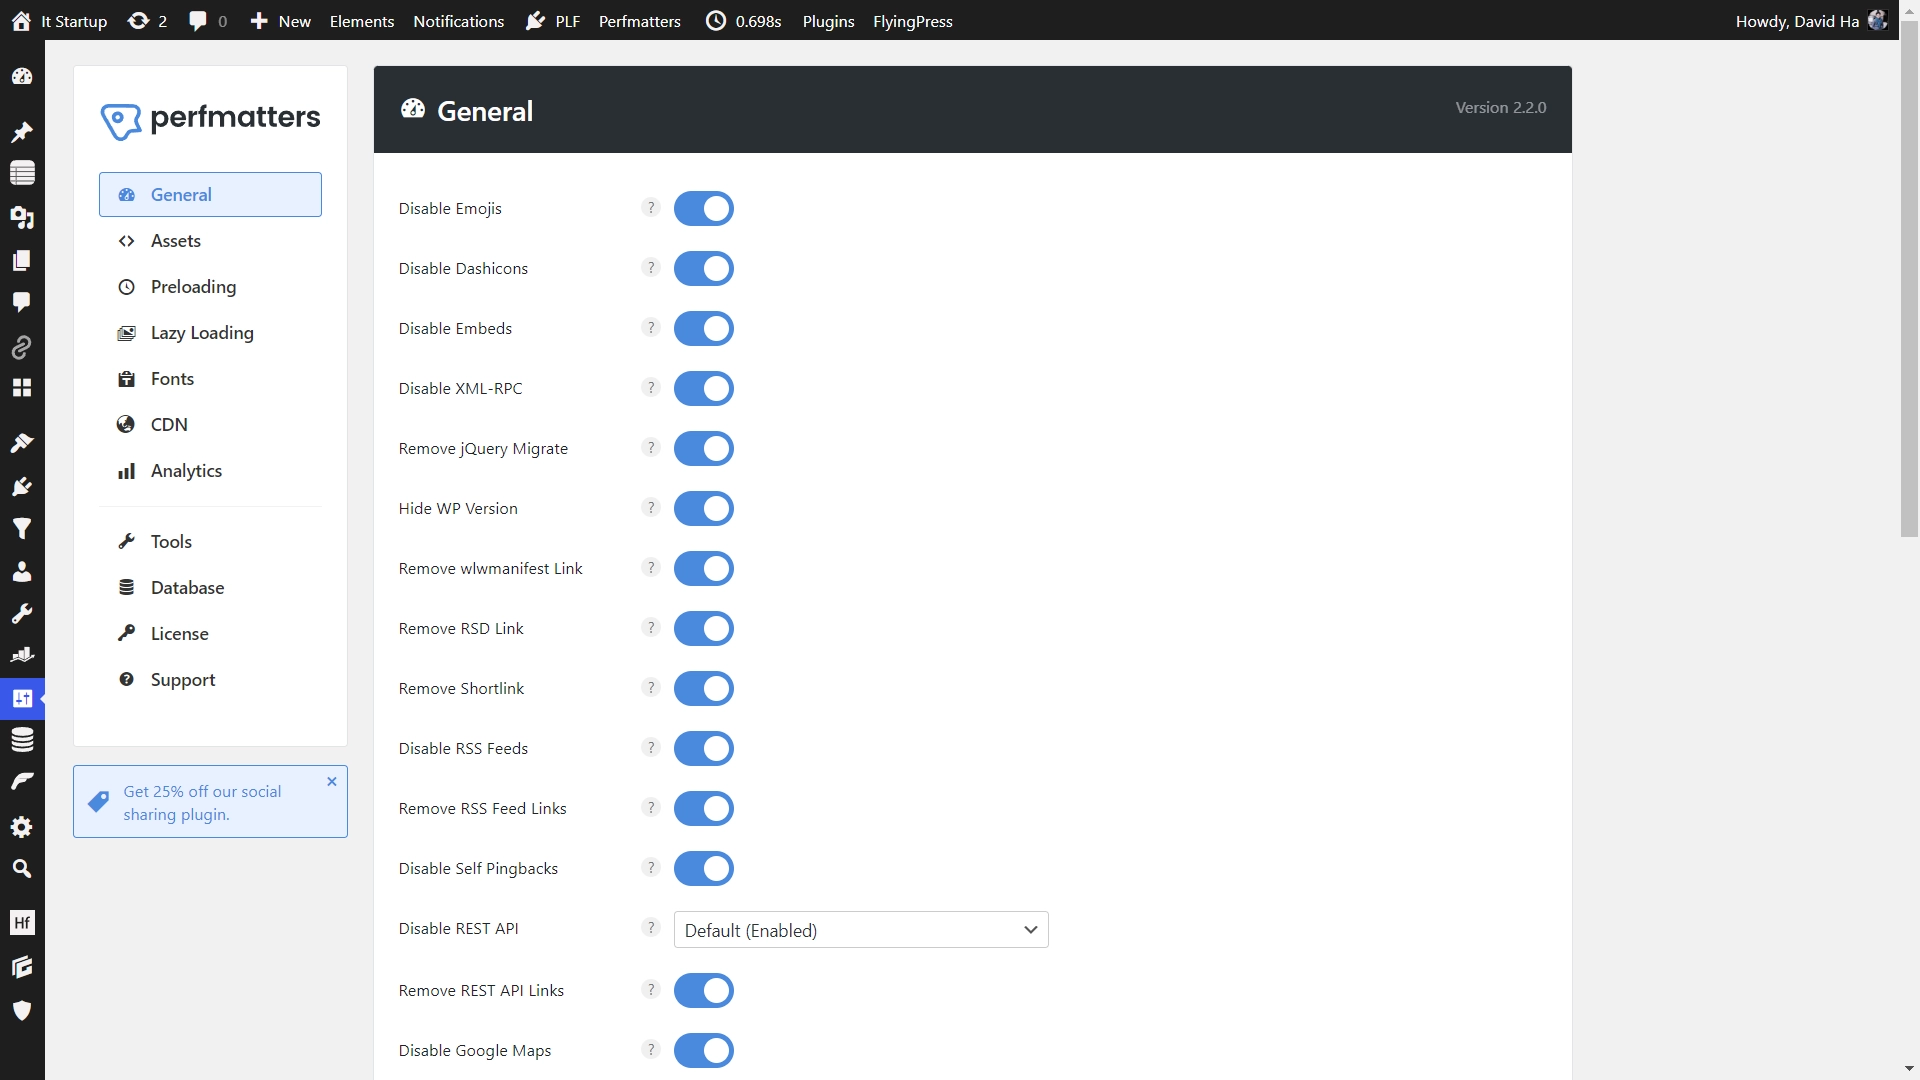 It Startup 2 0 New Elements Notifications PLF Perfmatters 0.698s Plugins FlyingPress Howdy, David Ha
perfmatters
General
Assets
Preloading
Lazy Loading
Fonts
CDN
Analytics
Tools
Database
License
Support
Get 25% off our social
sharing plugin.
×
Hf
General
Version 2.2.0
Disable Emojis ?
Disable Dashicons ?
Disable Embeds ?
Disable XML-RPC ?
Remove jQuery Migrate ?
Hide WP Version ?
Remove wlwmanifest Link ?
Remove RSD Link ?
Remove Shortlink ?
Disable RSS Feeds ?
Remove RSS Feed Links ?
Disable Self Pingbacks ?
Disable REST API ? Default (Enabled)
Remove REST API Links ?
Disable Google Maps ?